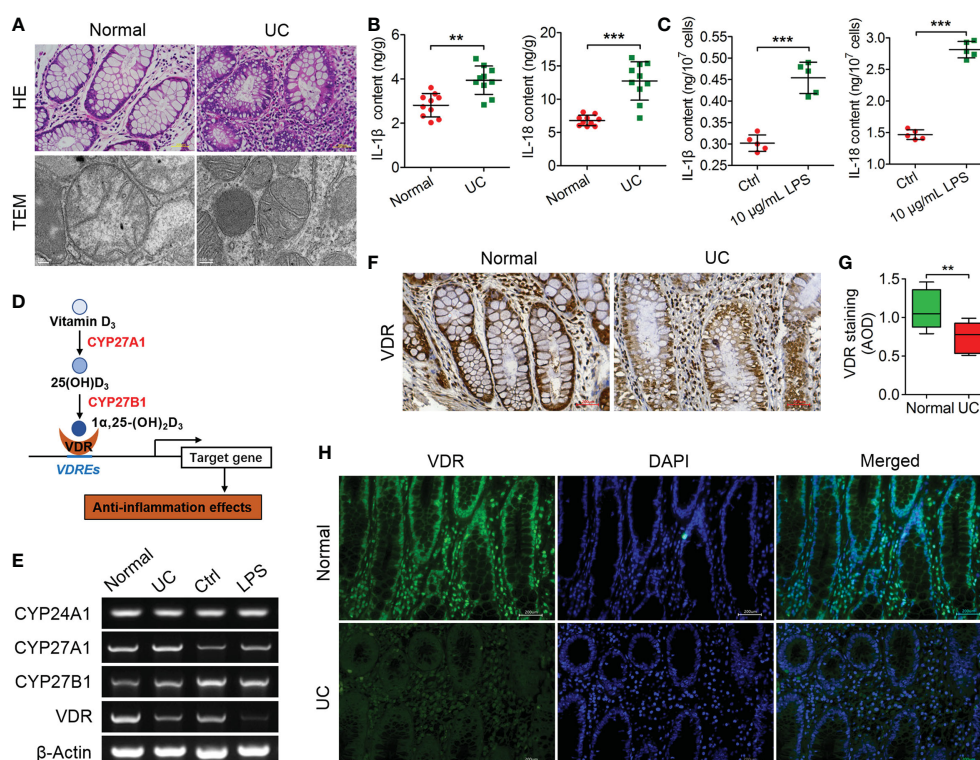 A
Normal
UC
HE
TEM
B
IL-1β content (ng/g)
6
4
2
0
**
Normal
UC
IL-18 content (ng/g)
20
15
10
5
0
***
Normal
UC
C
IL-1β content (ng/10⁷ cells)
0.55
0.50
0.45
0.40
0.35
0.30
0.25
***
Ctrl
10 µg/mL LPS
IL-18 content (ng/10⁷ cells)
3.0
2.5
2.0
1.5
1.0
***
Ctrl
10 µg/mL LPS
D
Vitamin D₃
CYP27A1
25(OH)D₃
CYP27B1
1α,25-(OH)₂D₃
VDR
VDREs
Target gene
Anti-inflammation effects
E
Normal
UC
Ctrl
LPS
CYP24A1
CYP27A1
CYP27B1
VDR
β-Actin
F
Normal
UC
VDR
G
VDR staining
(AOD)
1.5
1.0
0.5
0.0
**
Normal
UC
H
VDR
DAPI
Merged
Normal
UC
200um
200um
200um